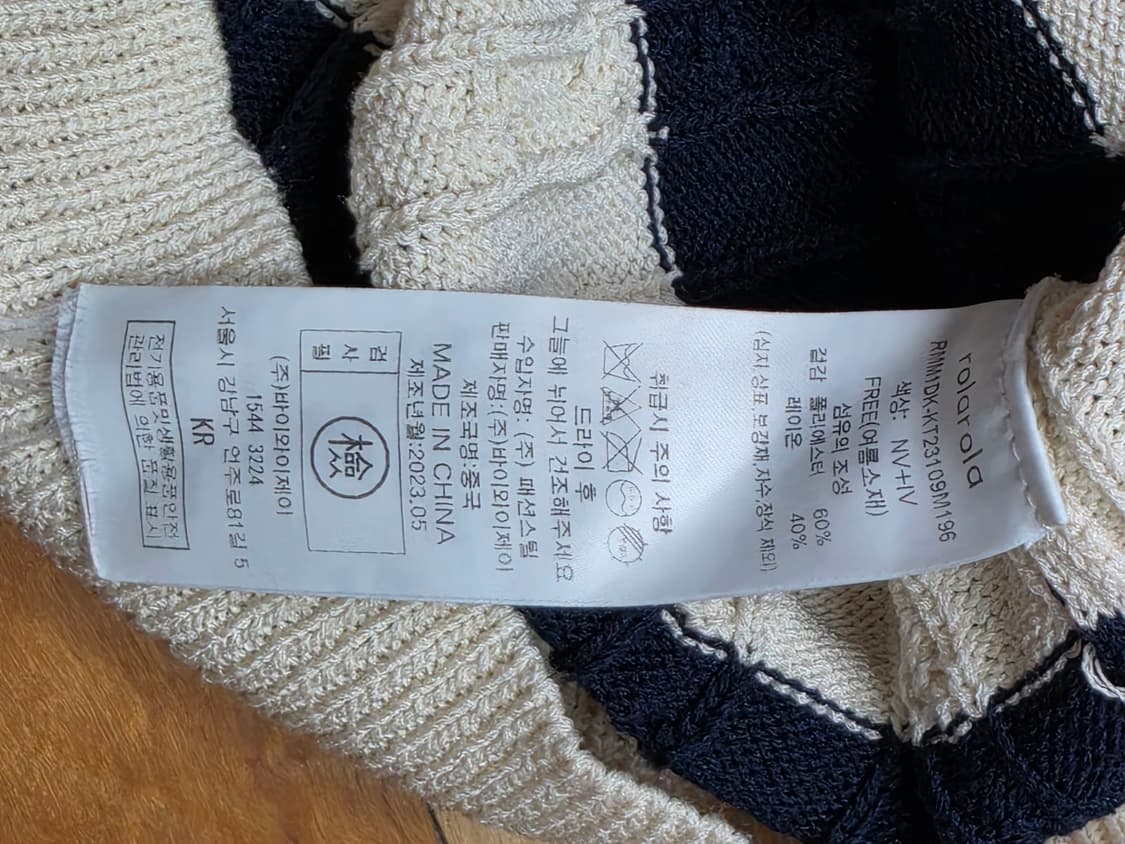 rolarola
RMM1DK-K723109M196
색상: NV+IV
FREE(여름소재)
섬유의 조성
겉감 폴리에스터 60%
레이온 40%
(심지,상표,보강재,자수,장식 제외)
취급시 주의 사항
드라이 후
그늘에 뉘어서 건조해주세요
수입자명: (주) 패션스틸
판매자명:(주)바이와이제이
제조국명:중국
MADE IN CHINA
제조년월:2023.05
검사필
檢
(주)바이와이제이
1544 3224
서울시 강남구 언주로81길 5
KR
전기용품및생활용품안전
관리법에 의한 표시